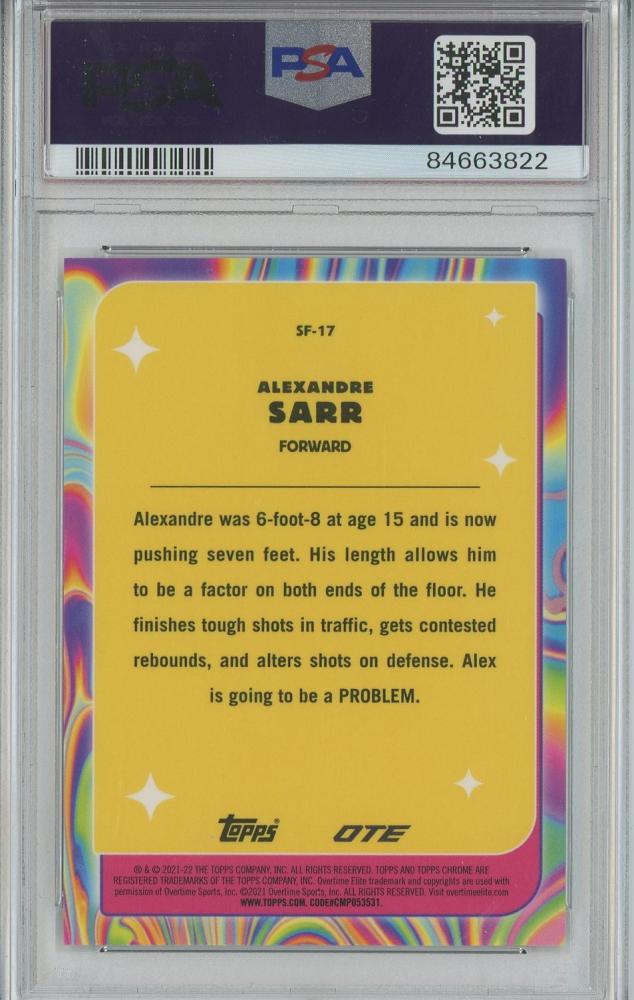 PSA
PSA
84663822
SF-17
ALEXANDRE
SARR
FORWARD
Alexandre was 6-foot-8 at age 15 and is now
pushing seven feet. His length allows him
to be a factor on both ends of the floor. He
finishes tough shots in traffic, gets contested
rebounds, and alters shots on defense. Alex
is going to be a PROBLEM.
Topps® OTE
® & © 2021-22 THE TOPPS COMPANY, INC. ALL RIGHTS RESERVED. TOPPS AND TOPPS CHROME ARE
REGISTERED TRADEMARKS OF THE TOPPS COMPANY, INC. Overtime Elite trademark and copyrights are used with
permission of Overtime Sports, Inc. ©2021 Overtime Sports, Inc. ALL RIGHTS RESERVED. Visit overtimeelite.com
WWW.TOPPS.COM. CODE#CMP053531.